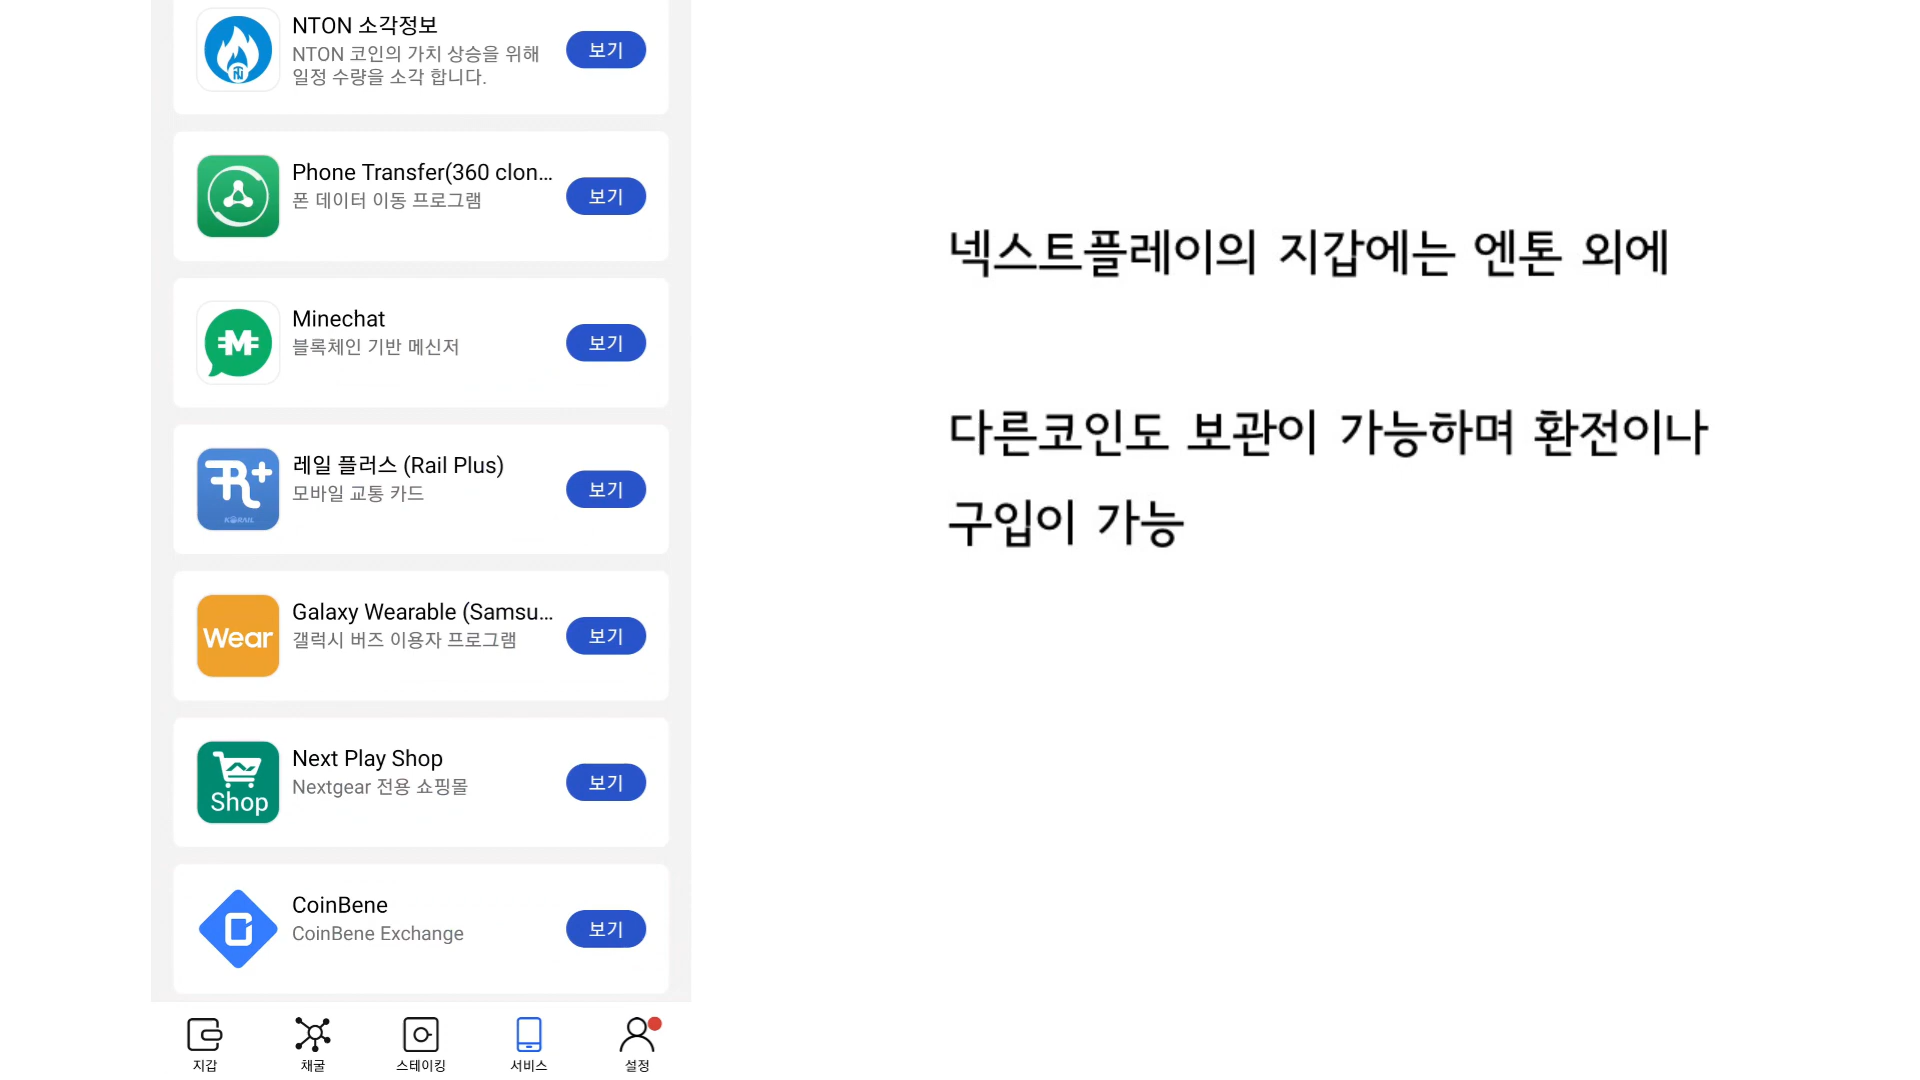 NTON 소각정보
NTON 코인의 가치 상승을 위해
일정 수량을 소각 합니다.
보기
Phone Transfer(360 clon...
폰 데이터 이동 프로그램
보기
Minechat
블록체인 기반 메신저
보기
레일 플러스 (Rail Plus)
모바일 교통 카드
보기
KORAIL
Wear
Galaxy Wearable (Samsu...
갤럭시 버즈 이용자 프로그램
보기
Shop
Next Play Shop
Nextgear 전용 쇼핑몰
보기
CoinBene
CoinBene Exchange
보기
지갑
채굴
스테이킹
서비스
설정
넥스트플레이의 지갑에는 엔톤 외에
다른코인도 보관이 가능하며 환전이나
구입이 가능